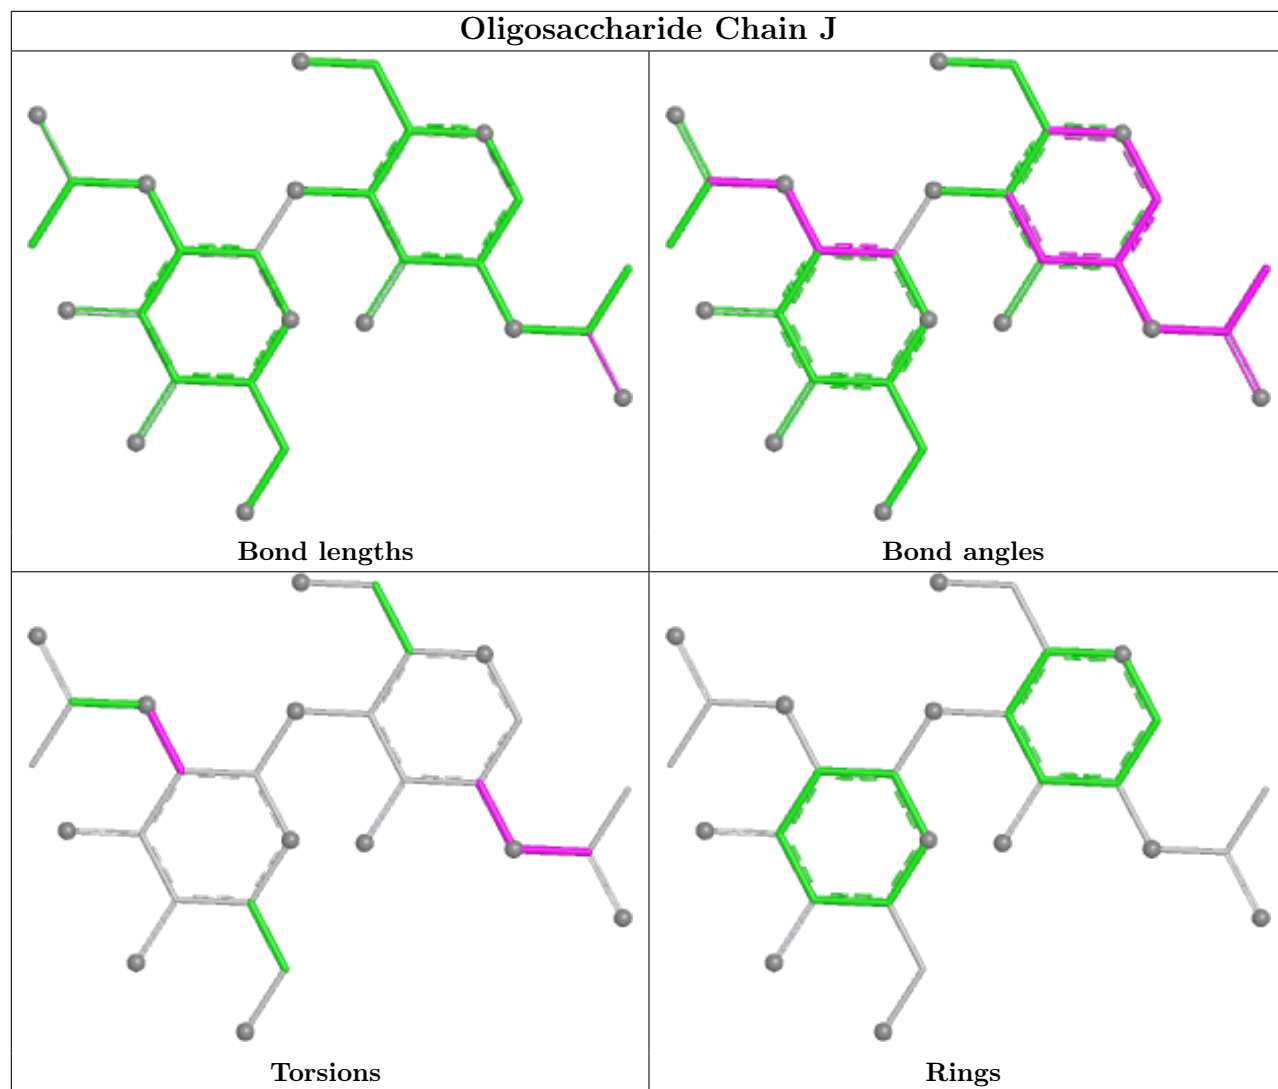 Oligosaccharide Chain J
Bond lengths
Bond angles
Torsions
Rings